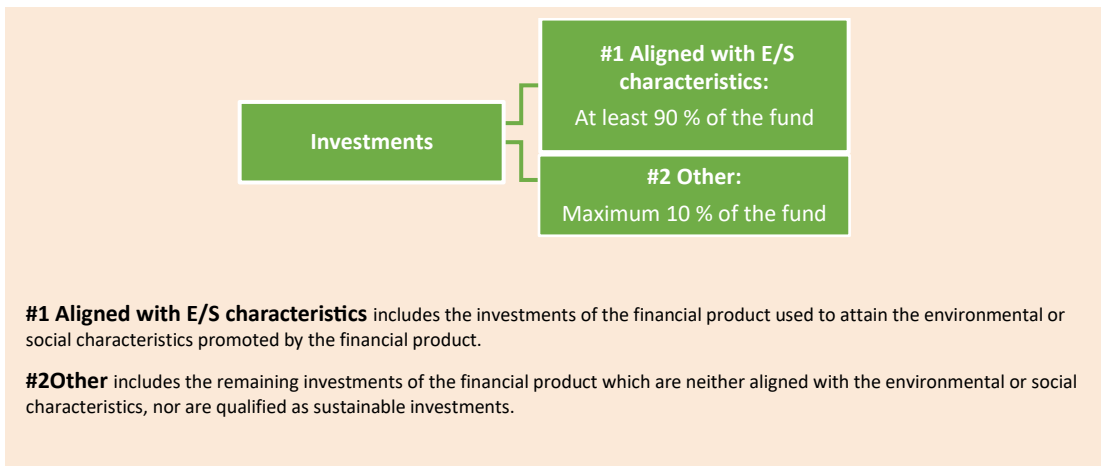 #1 Aligned with E/S
characteristics:
At least 90 % of the fund
Investments
#2 Other:
Maximum 10 % of the fund
#1 Aligned with E/S characteristics includes the investments of the financial product used to attain the environmental or
social characteristics promoted by the financial product.
#2Other includes the remaining investments of the financial product which are neither aligned with the environmental or social
characteristics, nor are qualified as sustainable investments.